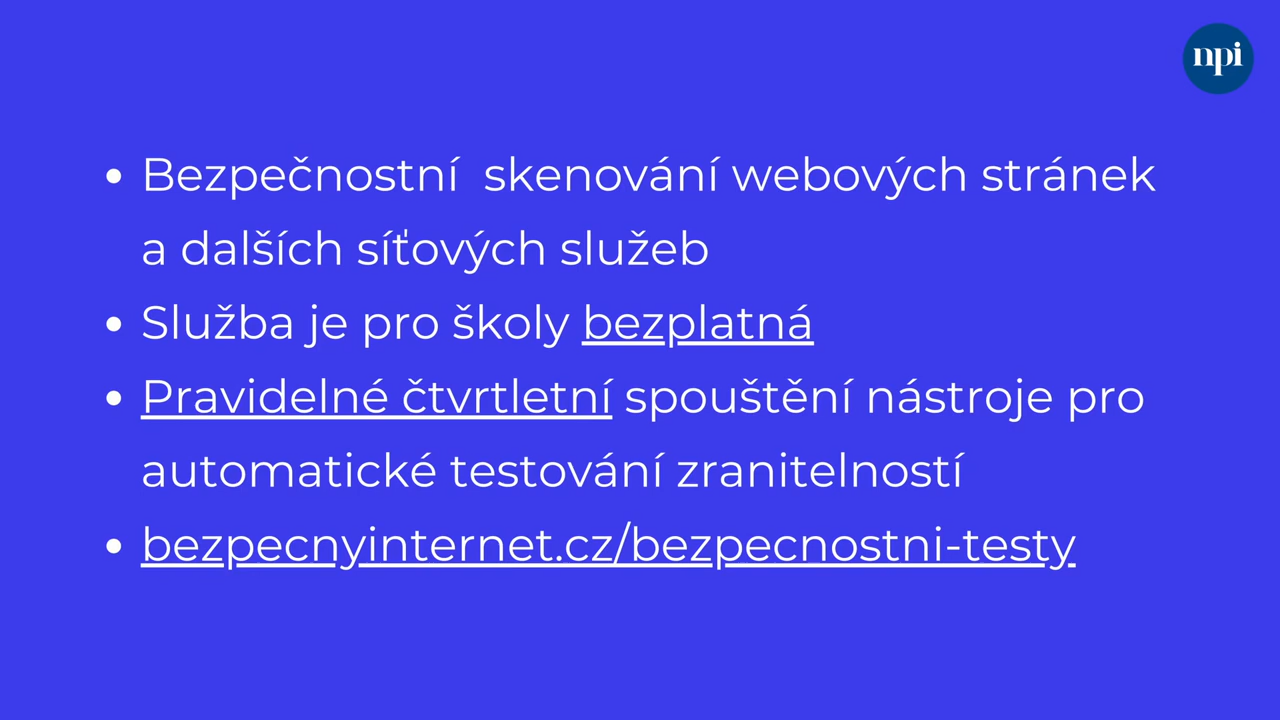 npi
• Bezpečnostní  skenování webových stránek
a dalších síťových služeb
• Služba je pro školy bezplatná
• Pravidelné čtvrtletní spouštění nástroje pro
automatické testování zranitelností
• bezpecnyinternet.cz/bezpecnostni-testy